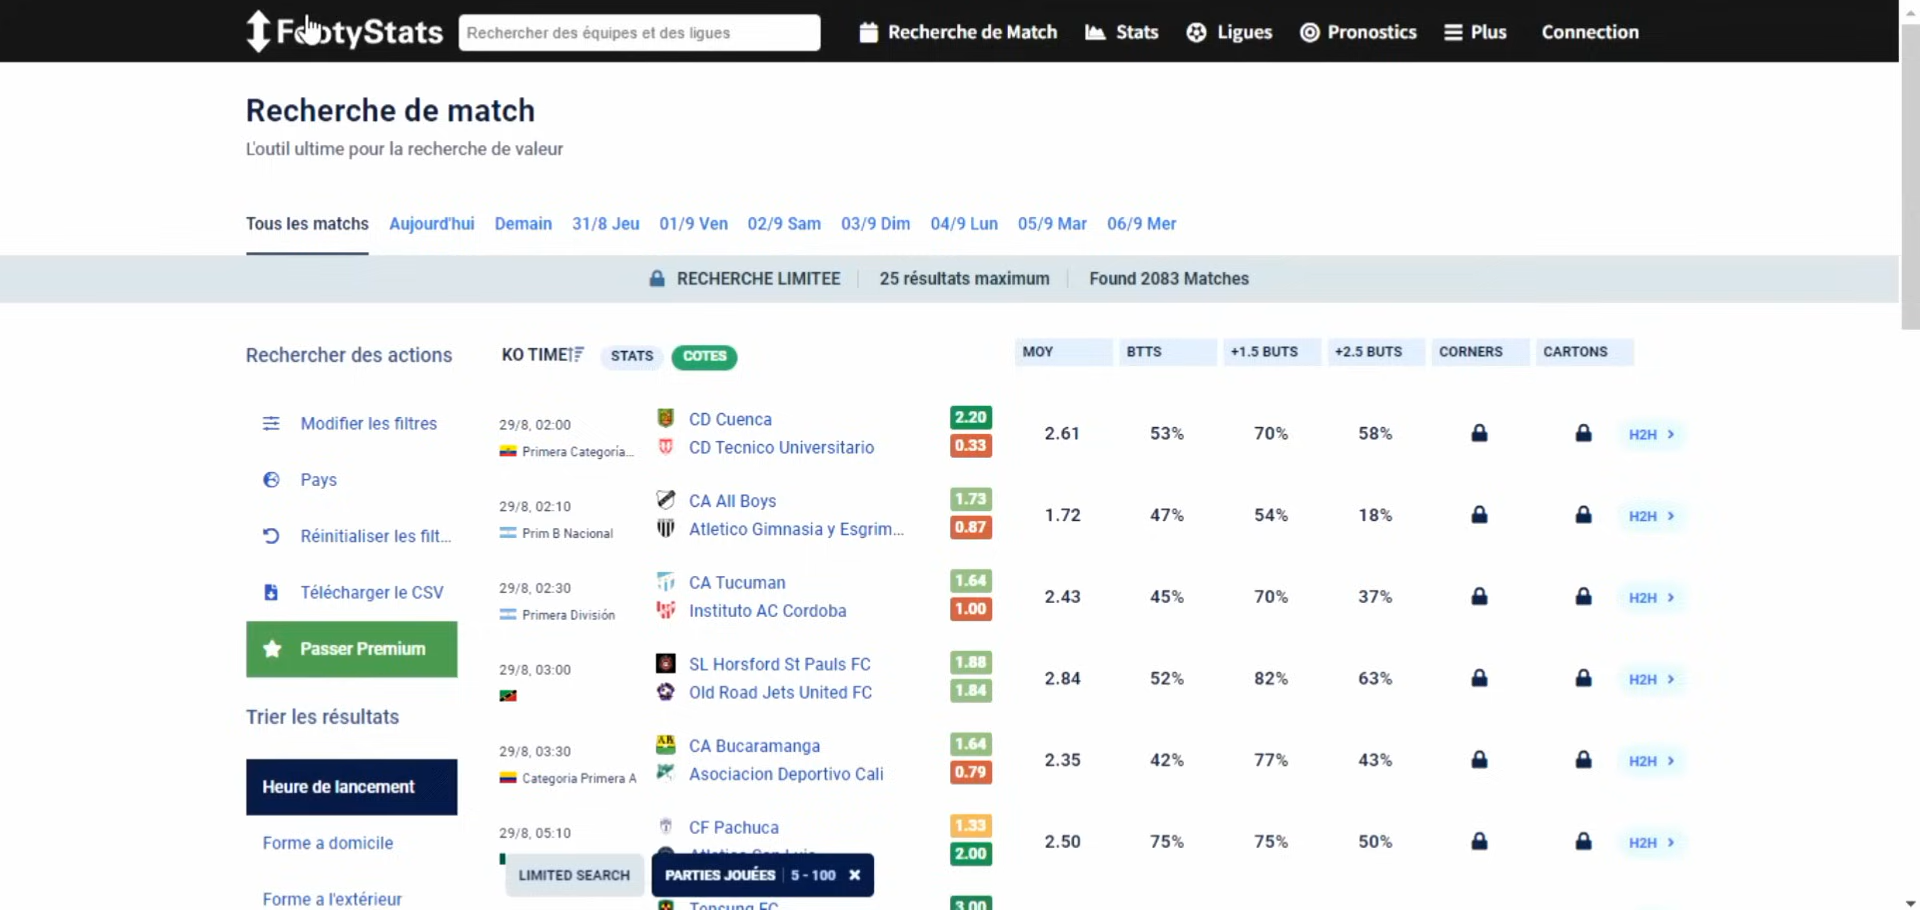 FootyStats
Rechercher des équipes et des ligues
Recherche de Match
Stats
Ligues
Pronostics
Plus
Connection
Recherche de match
L'outil ultime pour la recherche de valeur
Tous les matchs Aujourd'hui Demain 31/8 Jeu 01/9 Ven 02/9 Sam 03/9 Dim 04/9 Lun 05/9 Mar 06/9 Mer
RECHERCHE LIMITEE 25 résultats maximum Found 2083 Matches
Rechercher des actions
Modifier les filtres
Pays
Réinitialiser les filt...
Télécharger le CSV
Passer Premium
Trier les résultats
Heure de lancement
Forme a domicile
Forme a l'extérieur
KO TIME STATS COTES MOY BTTS +1.5 BUTS +2.5 BUTS CORNERS CARTONS
29/8, 02:00 CD Cuenca 2.20
Primera Categoría... CD Tecnico Universitario 0.33
2.61 53% 70% 58% H2H >
29/8, 02:10 CA All Boys 1.73
Prim B Nacional Atletico Gimnasia y Esgrim... 0.87
1.72 47% 54% 18% H2H >
29/8, 02:30 CA Tucuman 1.64
Primera División Instituto AC Cordoba 1.00
2.43 45% 70% 37% H2H >
29/8, 03:00 SL Horsford St Pauls FC 1.88
Old Road Jets United FC 1.84
2.84 52% 82% 63% H2H >
29/8, 03:30 CA Bucaramanga 1.64
Categoria Primera A Asociacion Deportivo Cali 0.79
2.35 42% 77% 43% H2H >
29/8, 05:10 CF Pachuca 1.33
2.00
2.50 75% 75% 50% H2H >
LIMITED SEARCH PARTIES JOUÉES 5 - 100 ×
3.00